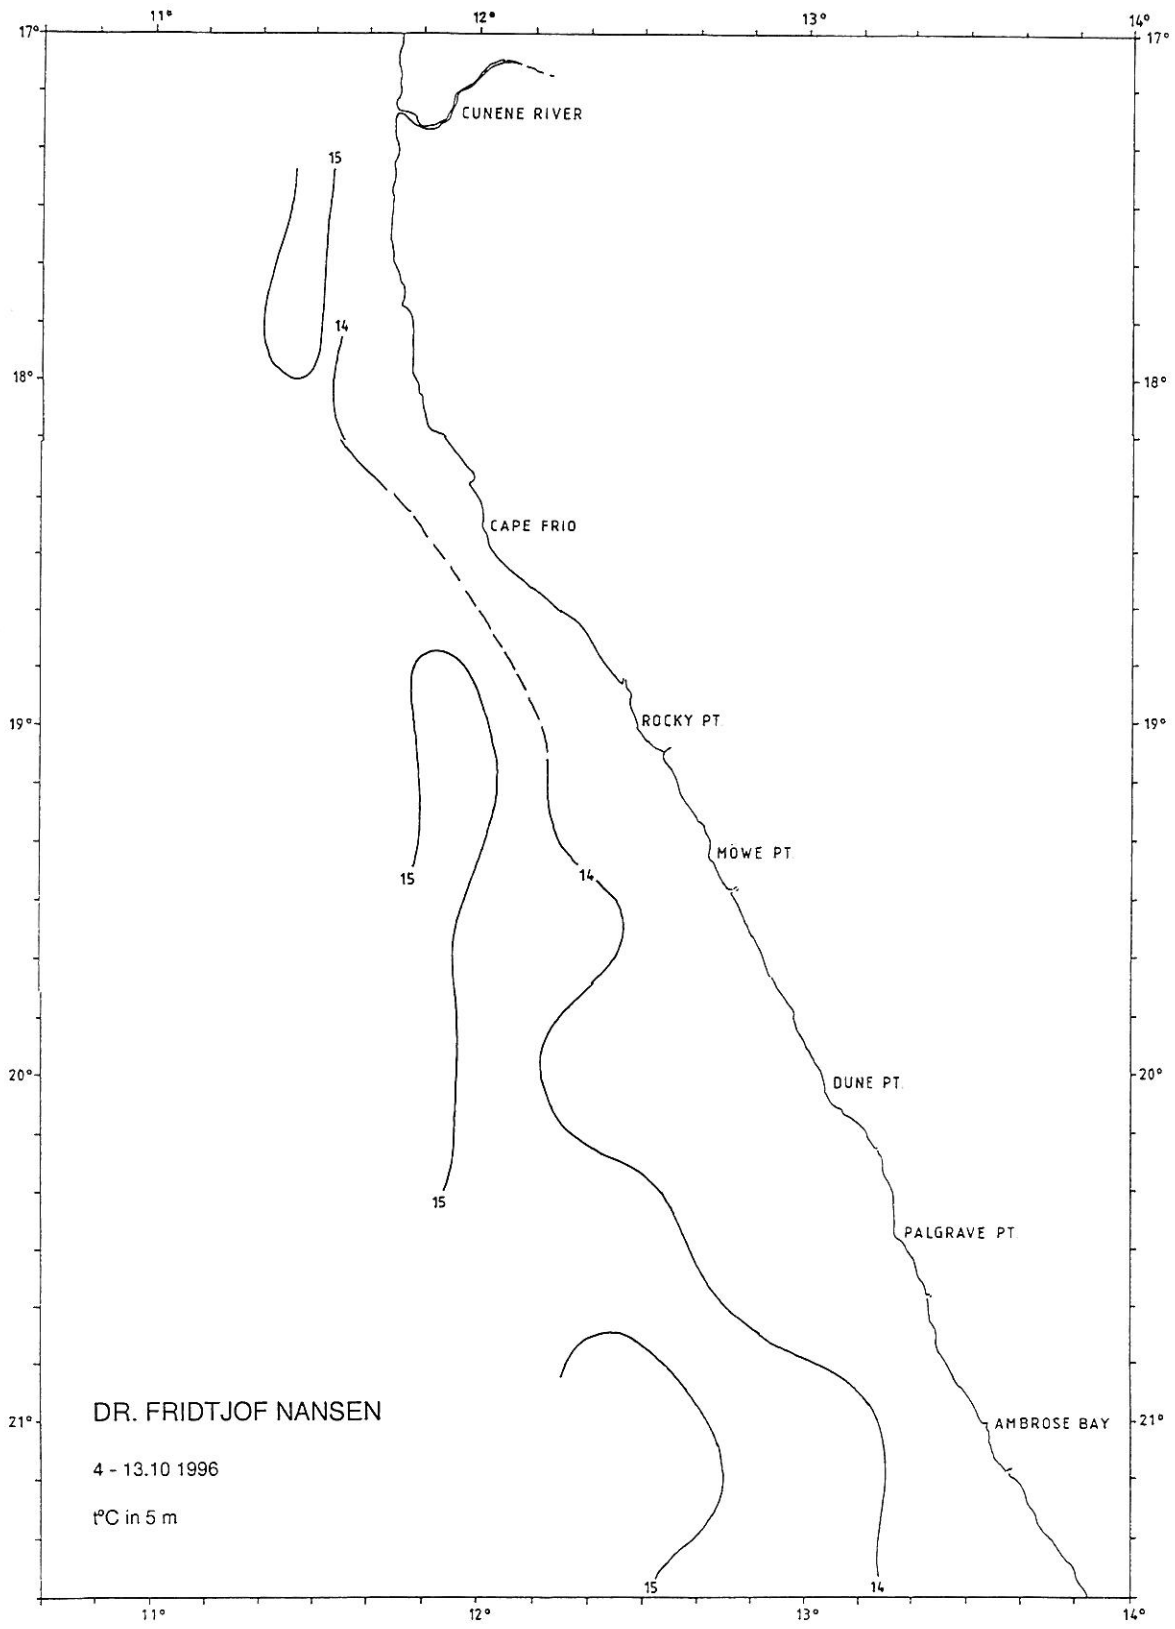 11° 12° 13° 14°
17° 17°
CUNENE RIVER
15
14
18° 18°
CAPE FRIO
19° ROCKY PT. 19°
MÖWE PT.
15 14
20° 20°
DUNE PT.
15
PALGRAVE PT.
DR. FRIDTJOF NANSEN
21° AMBROSE BAY 21°
4 - 13.10 1996
t°C in 5 m
15 14
11° 12° 13° 14°